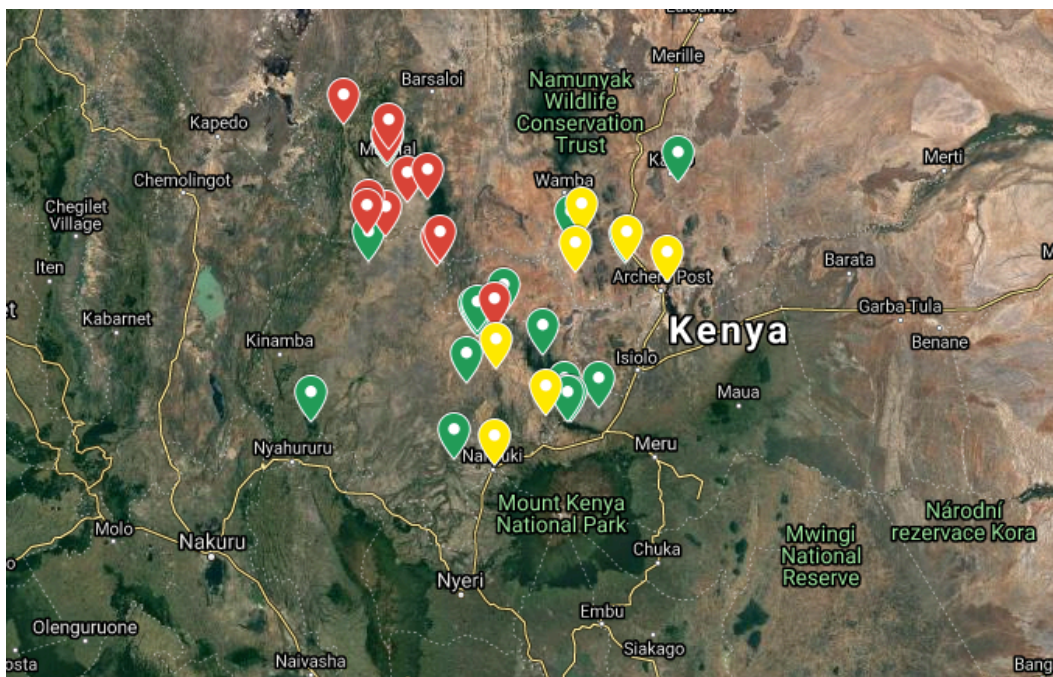 Barsaloi
Merille
Namunyak
Wildlife
Conservation
Trust
Kapedo
Merti
Chemolingot
Wamba
Chegilet
Village
Iten
Barata
Archers Post
Garba Tula
Kabarnet
Kenya
Benane
Kinamba
Isiolo
Maua
Nyahururu
Meru
Mount Kenya
National Park
Národní
rezervace Kora
Molo
Nakuru
Mwingi
National
Reserve
Chuka
Nyeri
Embu
Olenguruone
Siakago
Naivasha